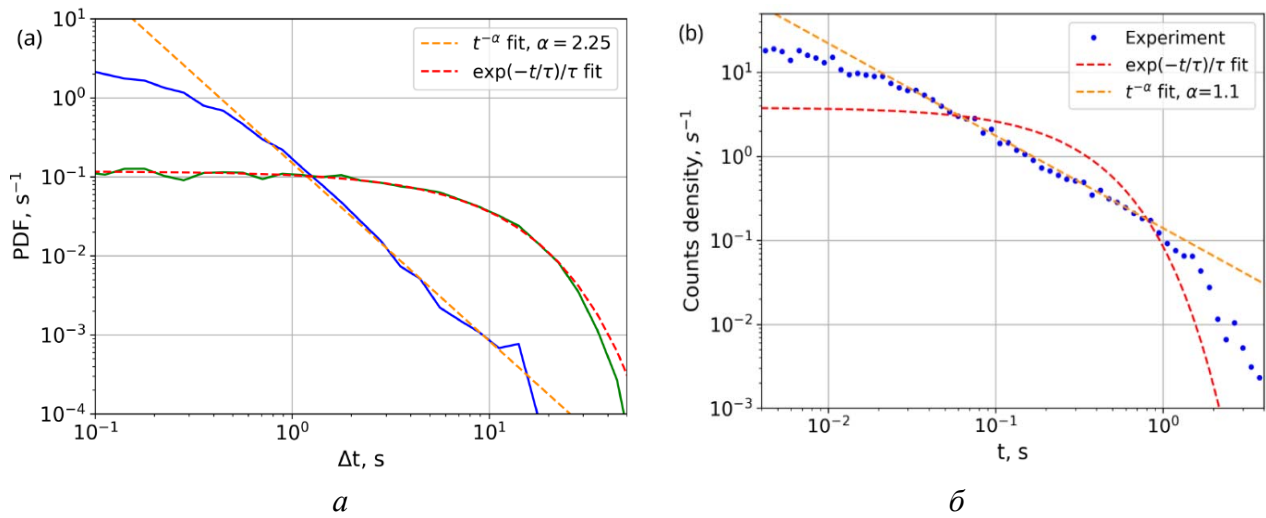 (a)
t^{-α} fit, α = 2.25
exp(−t/τ)/τ fit
PDF, s^{-1}
10^1
10^0
10^{-1}
10^{-2}
10^{-3}
10^{-4}
10^{-1}
10^0
10^1
Δt, s
а
(b)
Experiment
exp(−t/τ)/τ fit
t^{-α} fit, α=1.1
Counts density, s^{-1}
10^1
10^0
10^{-1}
10^{-2}
10^{-3}
10^{-2}
10^{-1}
10^0
t, s
б